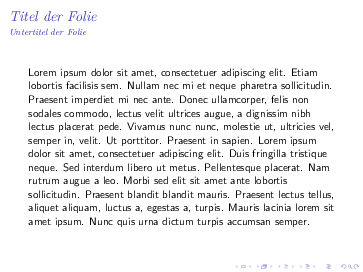 Titel der Folie
Untertitel der Folie
Lorem ipsum dolor sit amet, consectetuer adipiscing elit. Etiam
lobortis facilisis sem. Nullam nec mi et neque pharetra sollicitudin.
Praesent imperdiet mi nec ante. Donec ullamcorper, felis non
sodales commodo, lectus velit ultrices augue, a dignissim nibh
lectus placerat pede. Vivamus nunc nunc, molestie ut, ultricies vel,
semper in, velit. Ut porttitor. Praesent in sapien. Lorem ipsum
dolor sit amet, consectetuer adipiscing elit. Duis fringilla tristique
neque. Sed interdum libero ut metus. Pellentesque placerat. Nam
rutrum augue a leo. Morbi sed elit sit amet ante lobortis
sollicitudin. Praesent blandit blandit mauris. Praesent lectus tellus,
aliquet aliquam, luctus a, egestas a, turpis. Mauris lacinia lorem sit
amet ipsum. Nunc quis urna dictum turpis accumsan semper.